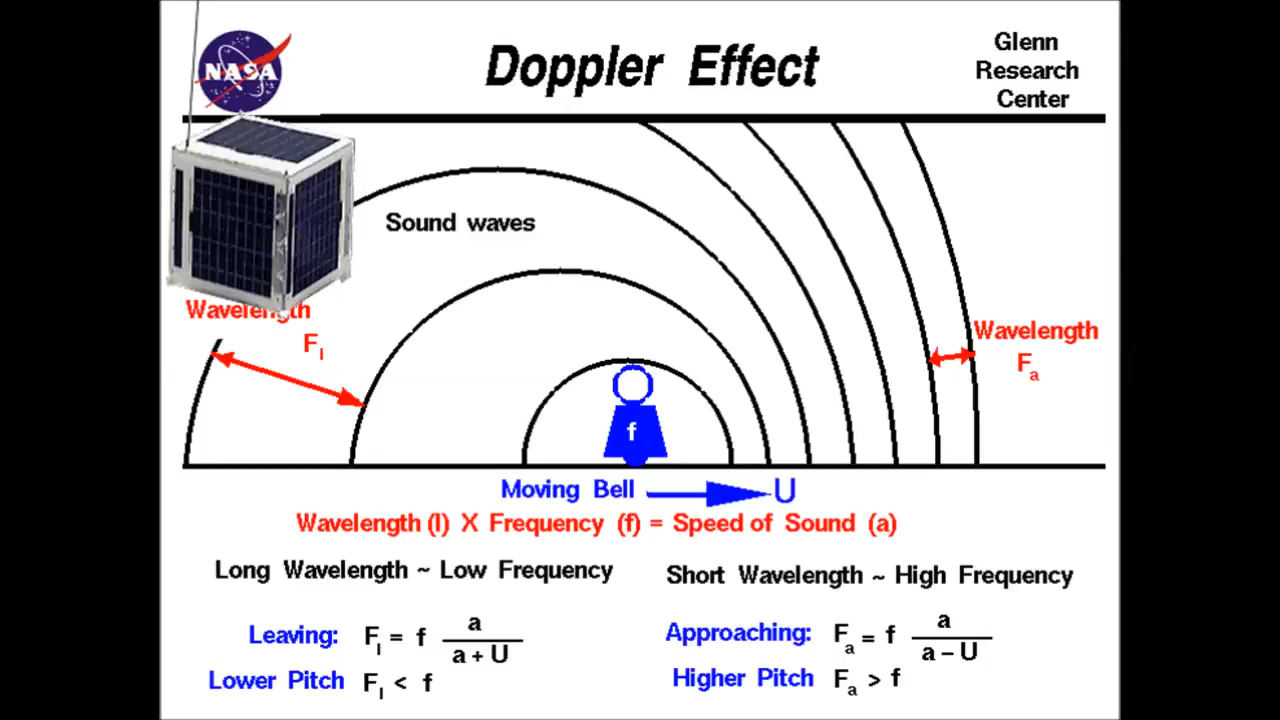 NASA
Doppler Effect
Glenn
Research
Center
Sound waves
Wavelength
Fl
Wavelength
Fa
f
Moving Bell U
Wavelength (l) X Frequency (f) = Speed of Sound (a)
Long Wavelength ~ Low Frequency
Short Wavelength ~ High Frequency
Leaving: Fl = f a / a + U
Lower Pitch Fl < f
Approaching: Fa = f a / a – U
Higher Pitch Fa > f